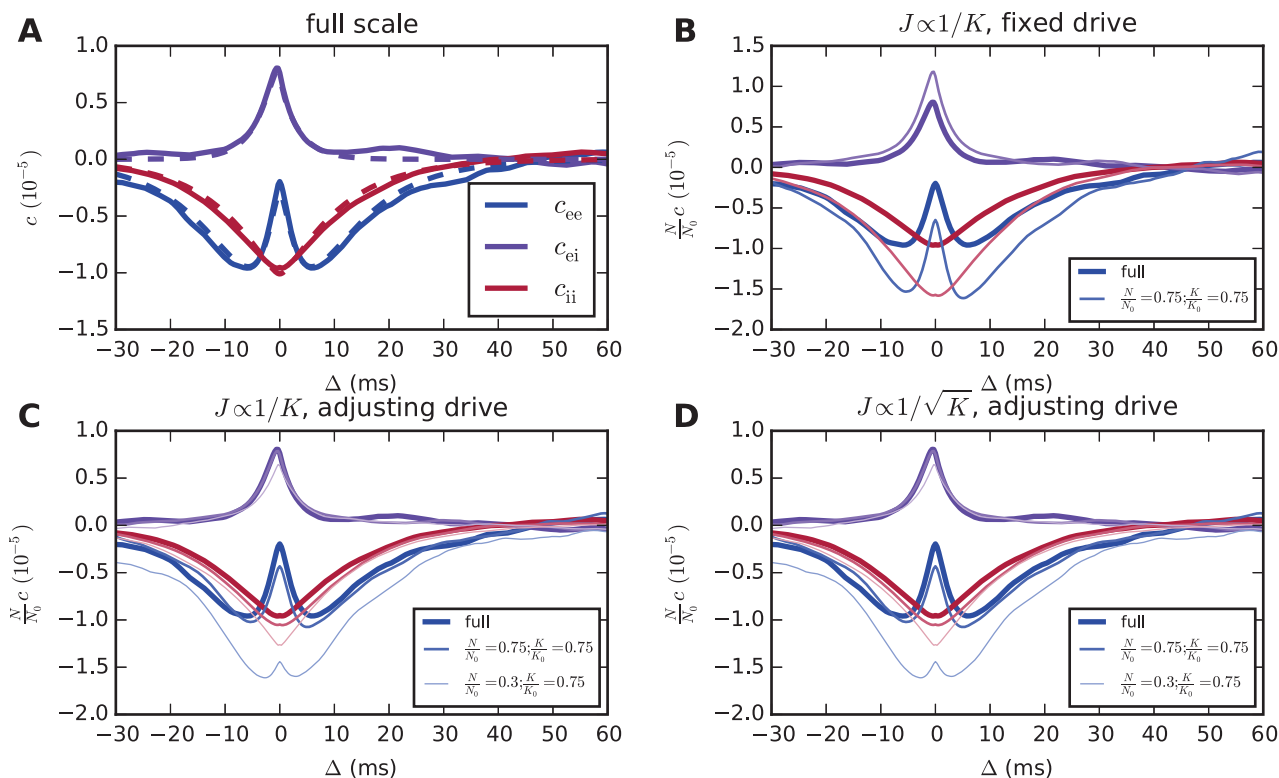 A
full scale
1.0
0.5
0.0
−0.5
−1.0
−1.5
c (10⁻⁵)
−30 −20 −10 0 10 20 30 40 50 60
Δ (ms)
c_ee
c_ei
c_ii
B
J∝1/K, fixed drive
1.5
1.0
0.5
0.0
−0.5
−1.0
−1.5
−2.0
N/N₀ c (10⁻⁵)
−30 −20 −10 0 10 20 30 40 50 60
Δ (ms)
full
N/N₀=0.75;K/K₀=0.75
C
J∝1/K, adjusting drive
1.0
0.5
0.0
−0.5
−1.0
−1.5
−2.0
N/N₀ c (10⁻⁵)
−30 −20 −10 0 10 20 30 40 50 60
Δ (ms)
full
N/N₀=0.75;K/K₀=0.75
N/N₀=0.3;K/K₀=0.75
D
J∝1/√K, adjusting drive
1.0
0.5
0.0
−0.5
−1.0
−1.5
−2.0
N/N₀ c (10⁻⁵)
−30 −20 −10 0 10 20 30 40 50 60
Δ (ms)
full
N/N₀=0.75;K/K₀=0.75
N/N₀=0.3;K/K₀=0.75